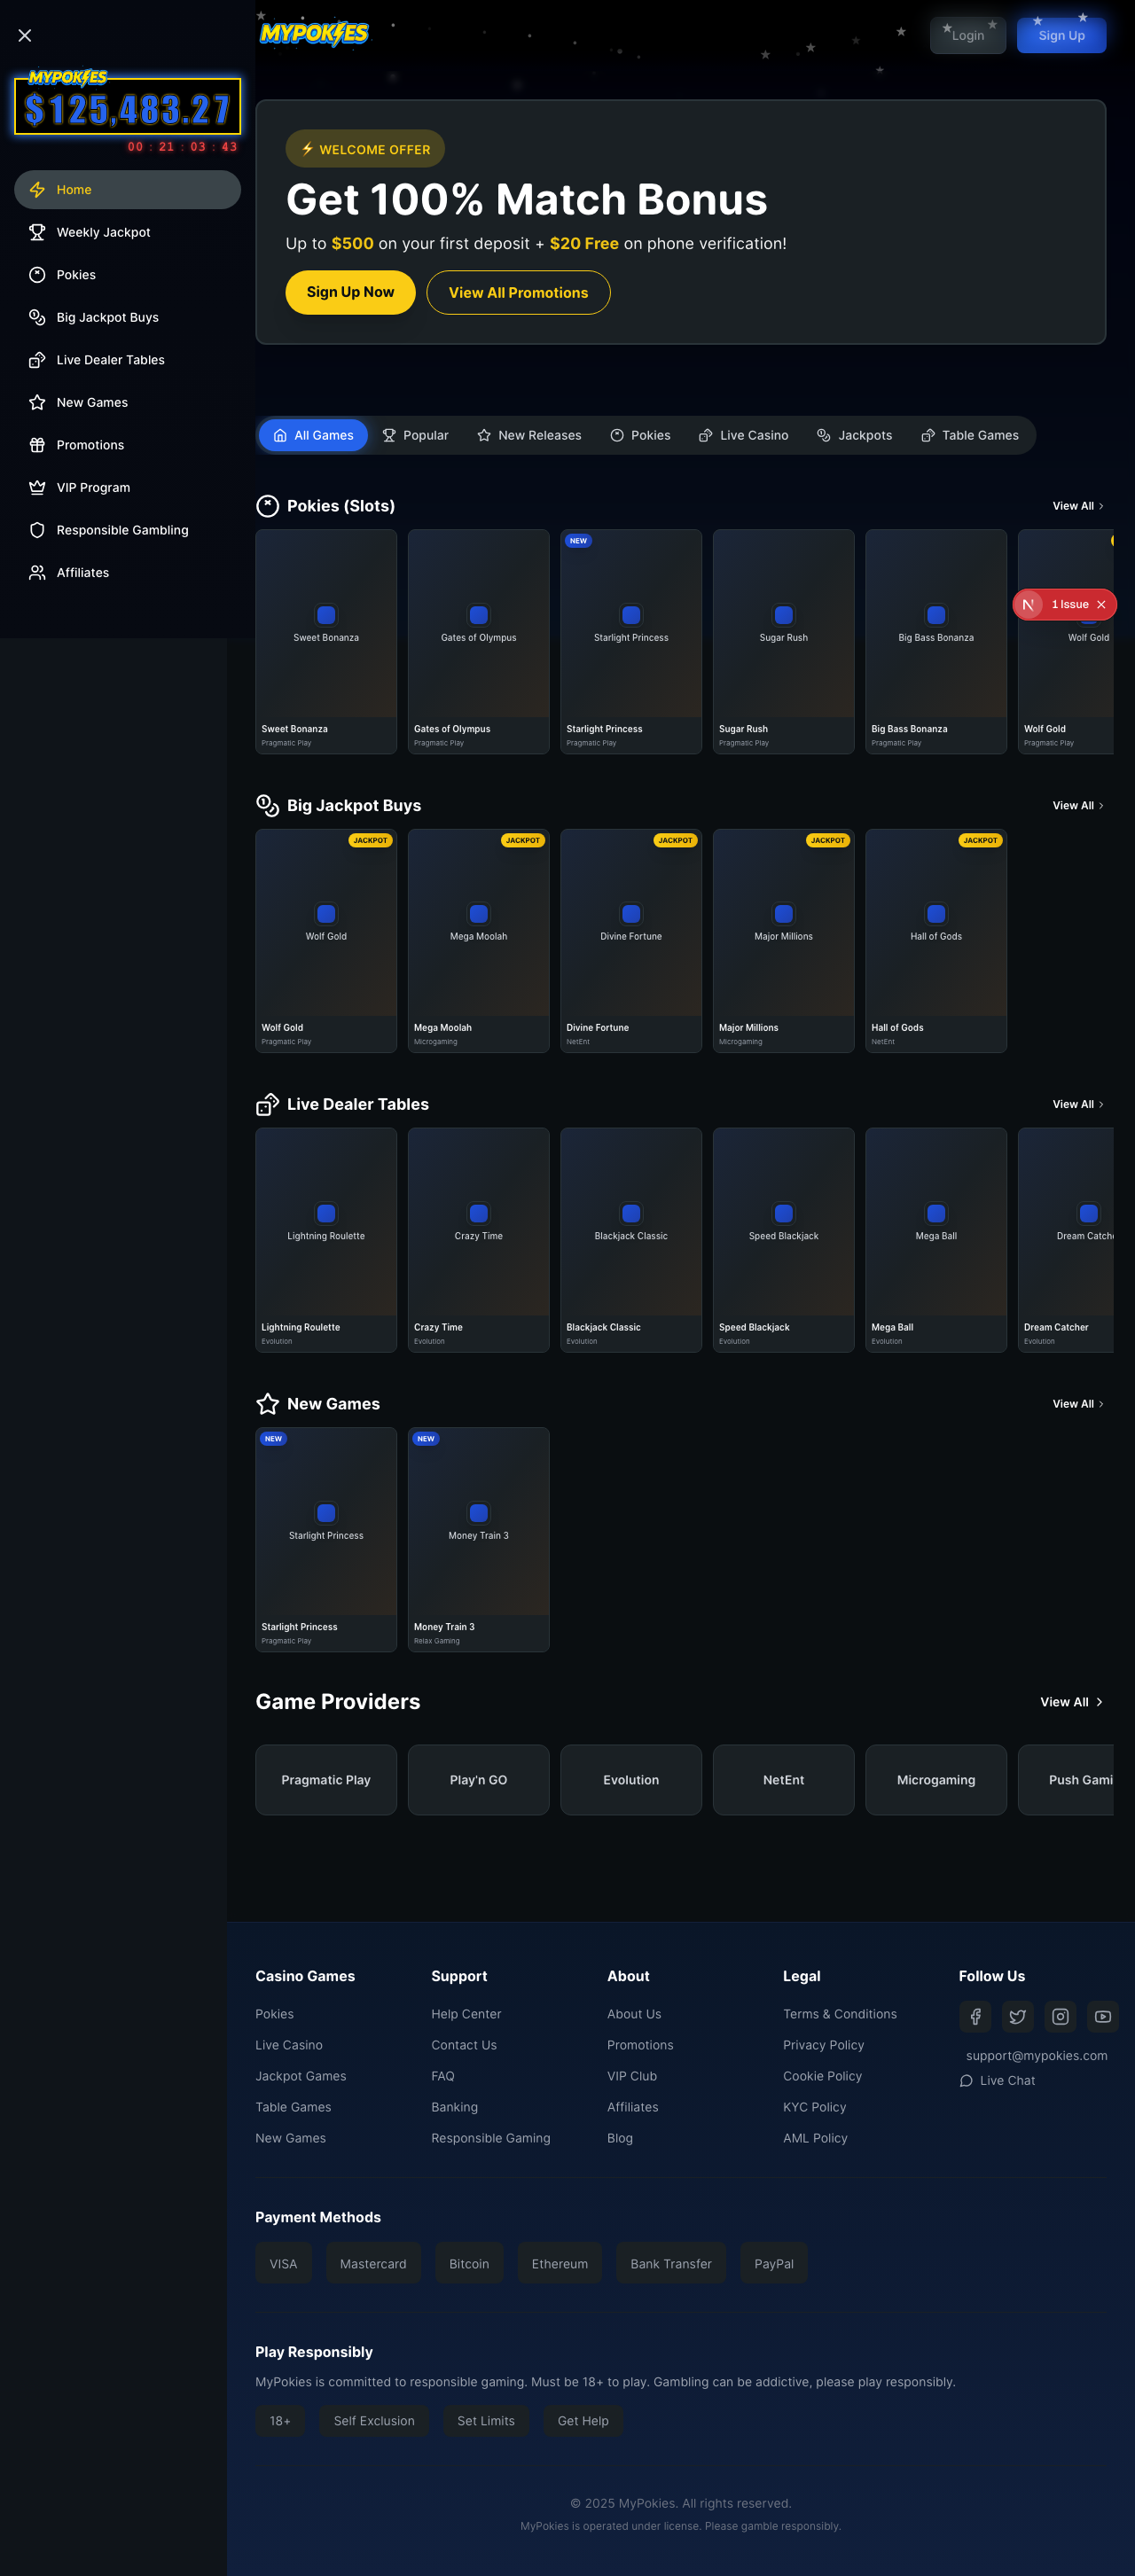 MYPOKIES
$125,483.27
00 : 21 : 03 : 43
Home
Weekly Jackpot
Pokies
Big Jackpot Buys
Live Dealer Tables
New Games
Promotions
VIP Program
Responsible Gambling
Affiliates
MYPOKIES
Login
Sign Up
WELCOME OFFER
Get 100% Match Bonus
Up to $500 on your first deposit + $20 Free on phone verification!
Sign Up Now
View All Promotions
All Games
Popular
New Releases
Pokies
Live Casino
Jackpots
Table Games
Pokies (Slots)
View All
NEW
Sweet Bonanza
Gates of Olympus
Starlight Princess
Sugar Rush
Big Bass Bonanza
Wolf Gold
N
1 Issue
Sweet Bonanza
Gates of Olympus
Starlight Princess
Sugar Rush
Big Bass Bonanza
Wolf Gold
Pragmatic Play
Pragmatic Play
Pragmatic Play
Pragmatic Play
Pragmatic Play
Pragmatic Play
Big Jackpot Buys
View All
JACKPOT
JACKPOT
JACKPOT
JACKPOT
JACKPOT
Wolf Gold
Mega Moolah
Divine Fortune
Major Millions
Hall of Gods
Wolf Gold
Mega Moolah
Divine Fortune
Major Millions
Hall of Gods
Pragmatic Play
Microgaming
NetEnt
Microgaming
NetEnt
Live Dealer Tables
View All
Lightning Roulette
Crazy Time
Blackjack Classic
Speed Blackjack
Mega Ball
Dream Catche
Lightning Roulette
Crazy Time
Blackjack Classic
Speed Blackjack
Mega Ball
Dream Catcher
Evolution
Evolution
Evolution
Evolution
Evolution
Evolution
New Games
View All
NEW
NEW
Starlight Princess
Money Train 3
Starlight Princess
Money Train 3
Pragmatic Play
Relax Gaming
Game Providers
View All
Pragmatic Play
Play'n GO
Evolution
NetEnt
Microgaming
Push Gami
Casino Games
Pokies
Live Casino
Jackpot Games
Table Games
New Games
Support
Help Center
Contact Us
FAQ
Banking
Responsible Gaming
About
About Us
Promotions
VIP Club
Affiliates
Blog
Legal
Terms & Conditions
Privacy Policy
Cookie Policy
KYC Policy
AML Policy
Follow Us
support@mypokies.com
Live Chat
Payment Methods
VISA
Mastercard
Bitcoin
Ethereum
Bank Transfer
PayPal
Play Responsibly
MyPokies is committed to responsible gaming. Must be 18+ to play. Gambling can be addictive, please play responsibly.
18+
Self Exclusion
Set Limits
Get Help
© 2025 MyPokies. All rights reserved.
MyPokies is operated under license. Please gamble responsibly.